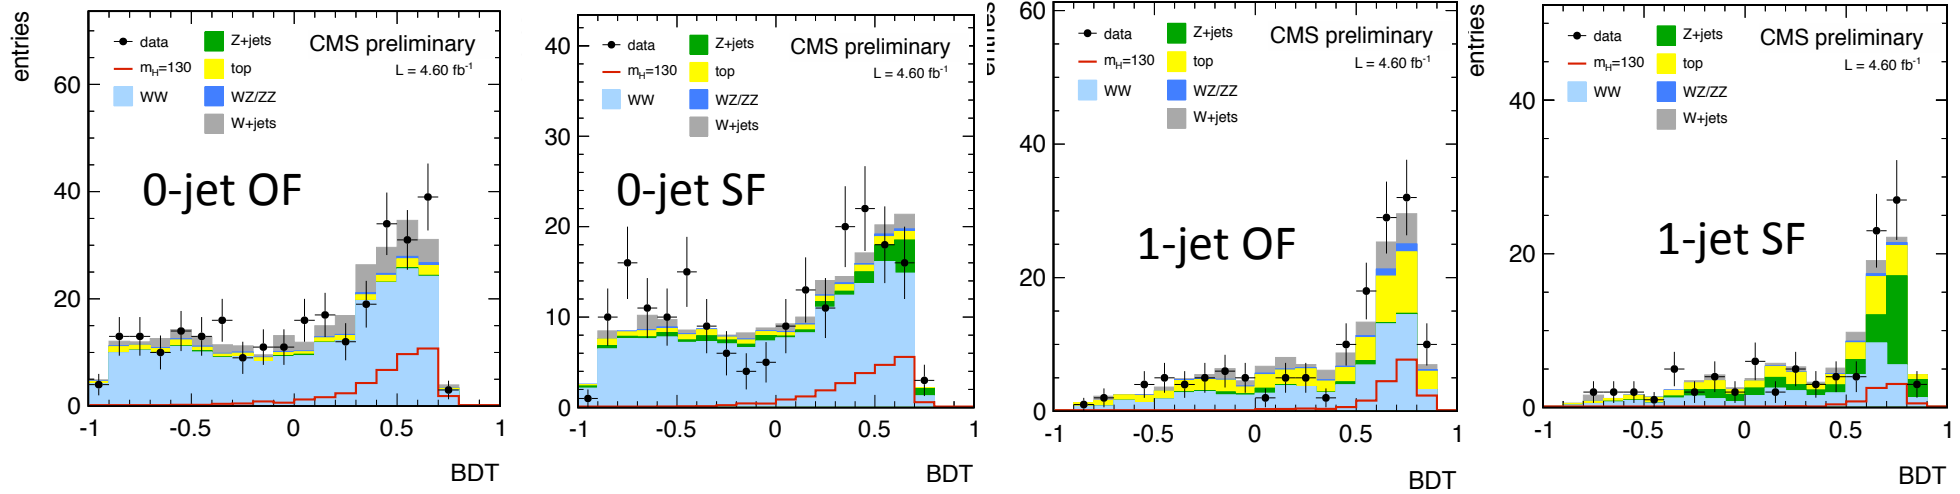 entries
60
40
20
0
-1
-0.5
0
0.5
1
BDT
data
m_H=130
WW
Z+jets
top
WZ/ZZ
W+jets
CMS preliminary
L = 4.60 fb⁻¹
0-jet OF
40
30
20
10
0
-1
-0.5
0
0.5
1
BDT
data
m_H=130
WW
Z+jets
top
WZ/ZZ
W+jets
CMS preliminary
L = 4.60 fb⁻¹
0-jet SF
entries
60
40
20
0
-1
-0.5
0
0.5
1
BDT
data
m_H=130
WW
Z+jets
top
WZ/ZZ
W+jets
CMS preliminary
L = 4.60 fb⁻¹
1-jet OF
entries
40
20
0
-1
-0.5
0
0.5
1
BDT
data
m_H=130
WW
Z+jets
top
WZ/ZZ
W+jets
CMS preliminary
L = 4.60 fb⁻¹
1-jet SF